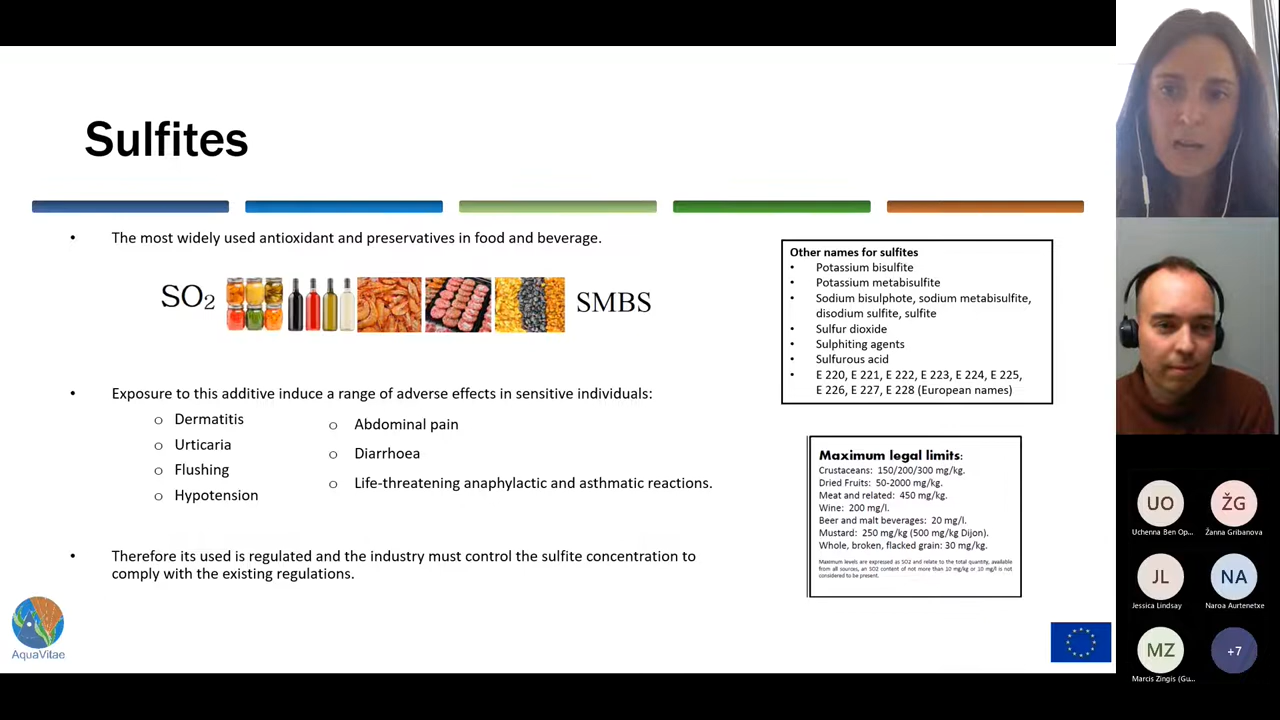 Sulfites
• The most widely used antioxidant and preservatives in food and beverage.
SO2
SMBS
• Exposure to this additive induce a range of adverse effects in sensitive individuals:
o Dermatitis
o Urticaria
o Flushing
o Hypotension
o Abdominal pain
o Diarrhoea
o Life-threatening anaphylactic and asthmatic reactions.
• Therefore its used is regulated and the industry must control the sulfite concentration to
comply with the existing regulations.
AquaVitae
Other names for sulfites
• Potassium bisulfite
• Potassium metabisulfite
• Sodium bisulphote, sodium metabisulfite,
disodium sulfite, sulfite
• Sulfur dioxide
• Sulphiting agents
• Sulfurous acid
• E 220, E 221, E 222, E 223, E 224, E 225,
E 226, E 227, E 228 (European names)
Maximum legal limits:
Crustaceans: 150/200/300 mg/kg.
Dried Fruits: 50-2000 mg/kg.
Meat and related: 450 mg/kg.
Wine: 200 mg/l.
Beer and malt beverages: 20 mg/l.
Mustard: 250 mg/kg (500 mg/kg Dijon).
Whole, broken, flacked grain: 30 mg/kg.
Maximum levels are expressed as SO2 and relate to the total quantity, available
from all sources, an SO2 content of not more than 10 mg/kg or 10 mg/l is not
considered to be present.
UO
Uchenna Ben Op...
ŽG
Žanna Gribanova
JL
Jessica Lindsay
NA
Naroa Aurtenetxe
MZ
Marcis Zingis (Gu...
+7